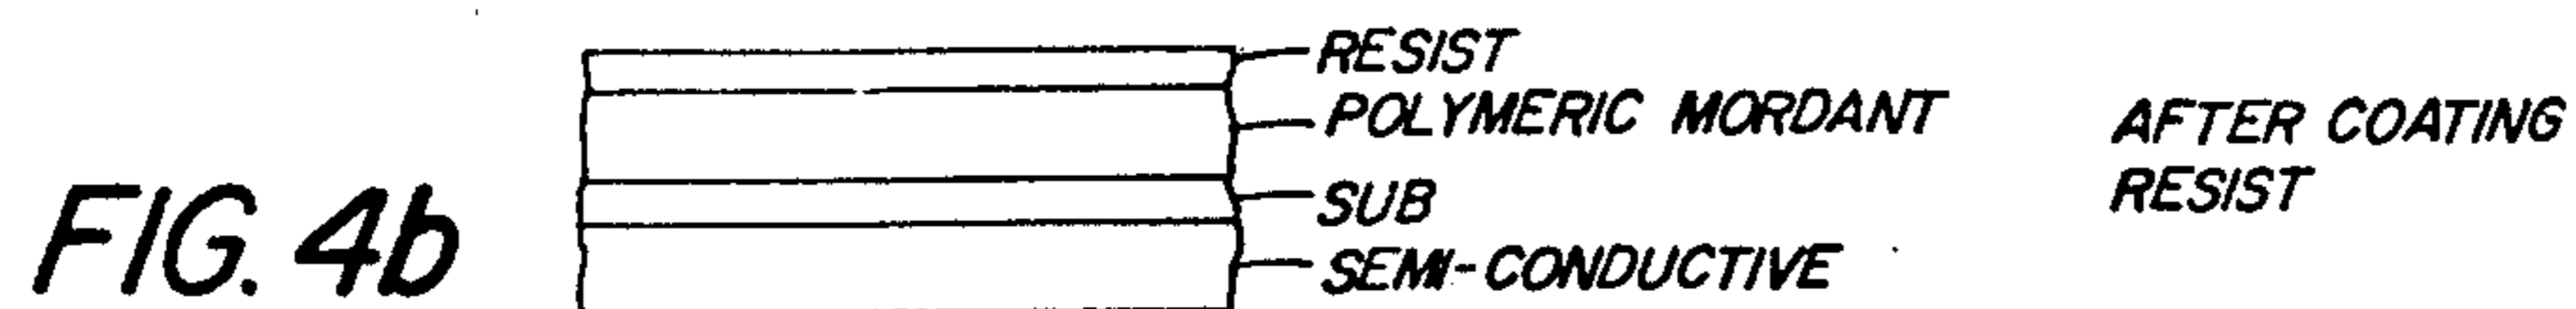 RESIST
POLYMERIC MORDANT
SUB
SEMI-CONDUCTIVE
AFTER COATING
RESIST
FIG. 4b